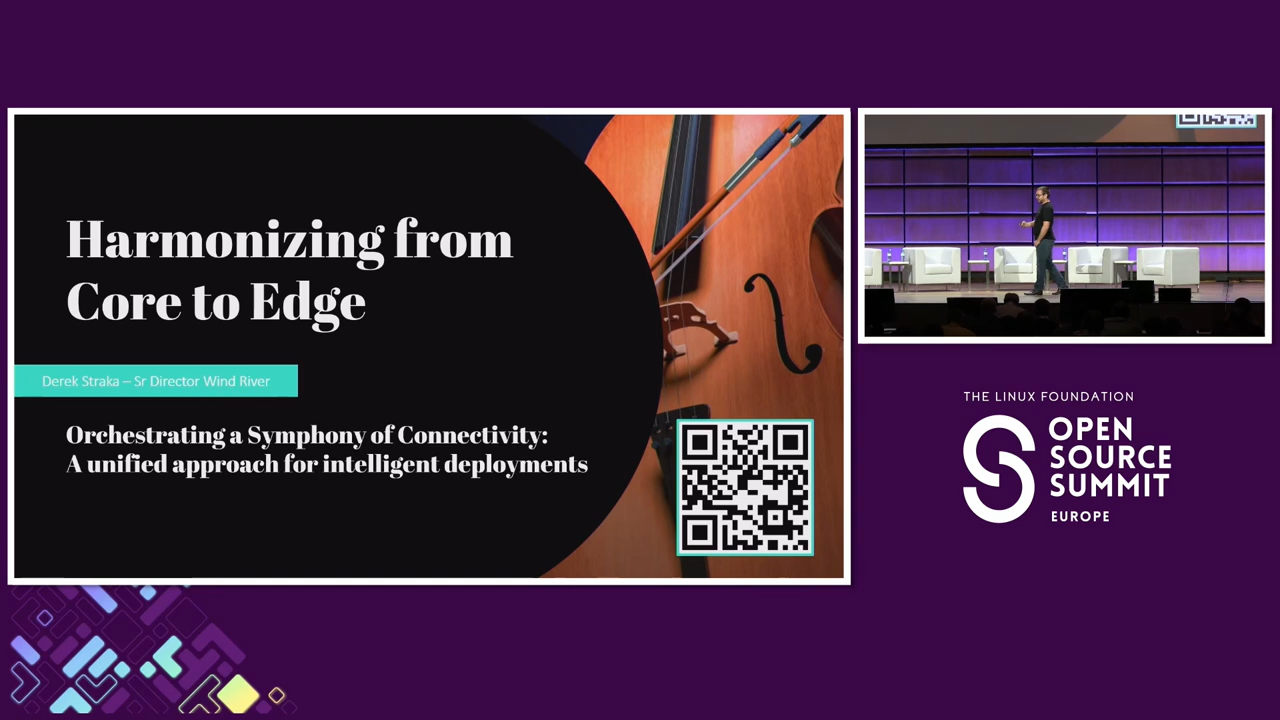 Harmonizing from
Core to Edge
Derek Straka – Sr Director Wind River
Orchestrating a Symphony of Connectivity:
A unified approach for intelligent deployments
THE LINUX FOUNDATION
OPEN
SOURCE
SUMMIT
EUROPE